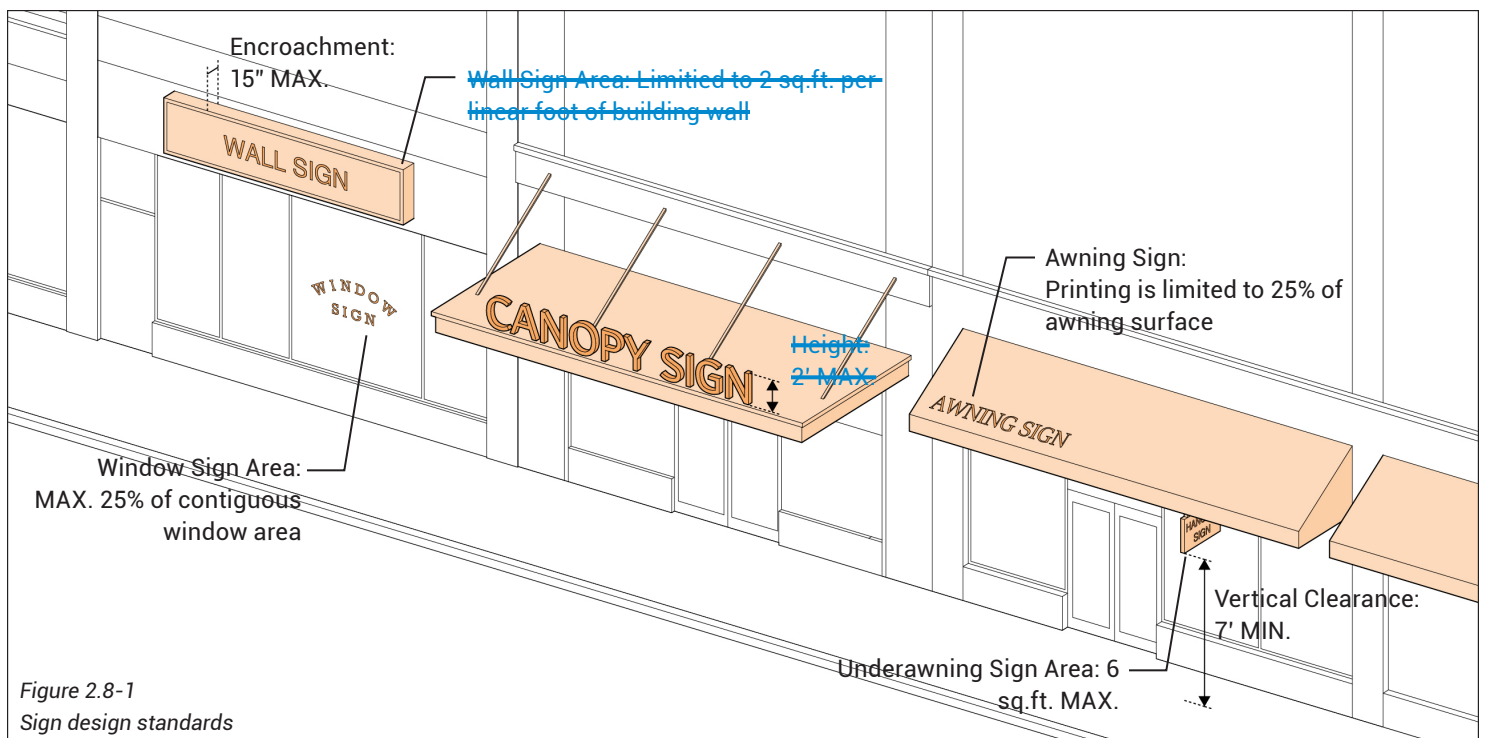 Encroachment:
15" MAX.
Wall Sign Area: Limitied to 2 sq.ft. per
linear foot of building wall
WALL SIGN
WINDOW
SIGN
CANOPY SIGN
Height:
2' MAX.
Awning Sign:
Printing is limited to 25% of
awning surface
AWNING SIGN
Window Sign Area:
MAX. 25% of contiguous
window area
SIGN
Vertical Clearance:
7' MIN.
Underawning Sign Area: 6
sq.ft. MAX.
Figure 2.8-1
Sign design standards